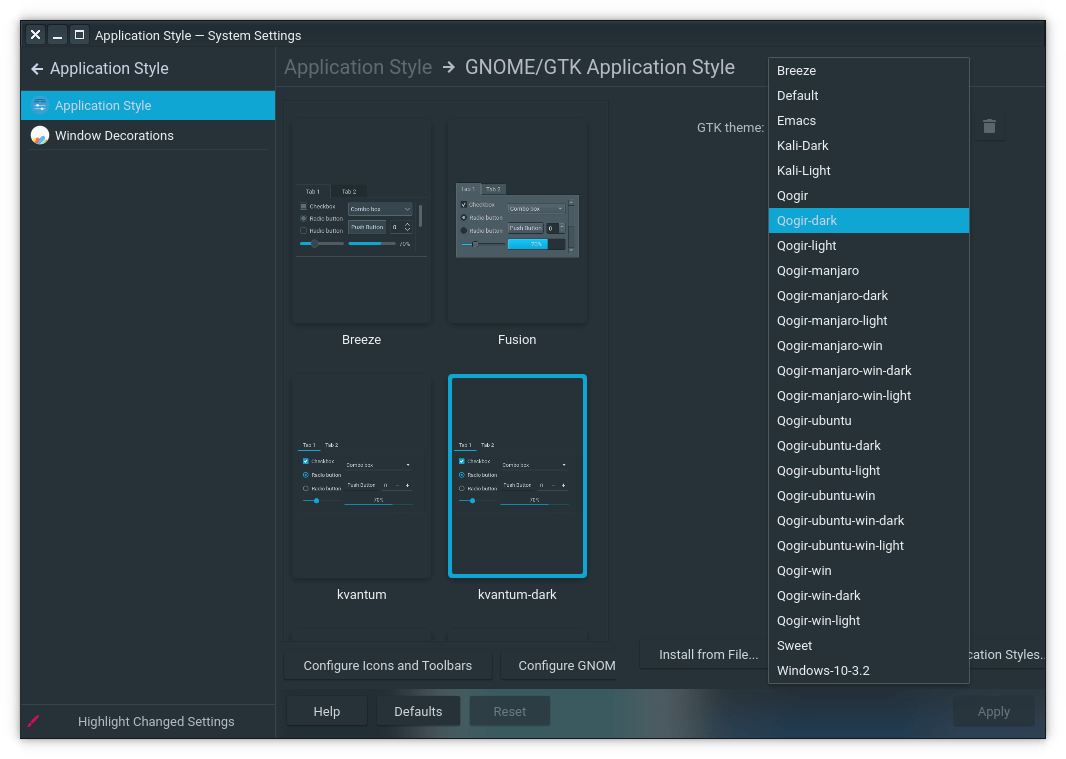 Application Style — System Settings
Application Style
Application Style
Window Decorations
Highlight Changed Settings
Application Style → GNOME/GTK Application Style
Tab 1 Tab 2
Checkbox
Combo box
Radio button
Push Button 0
Radio button
70%
Breeze
Tab 1 Tab 2
Checkbox
Combo box
Radio button
Push Button 0
Radio button
70%
Fusion
Tab 1 Tab 2
Checkbox
Combo box
Radio button
Push Button 0 − +
Radio button
70%
kvantum
Tab 1 Tab 2
Checkbox
Combo box
Radio button
Push Button 0 − +
Radio button
70%
kvantum-dark
Configure Icons and Toolbars
Configure GNOM
GTK theme:
Breeze
Default
Emacs
Kali-Dark
Kali-Light
Qogir
Qogir-dark
Qogir-light
Qogir-manjaro
Qogir-manjaro-dark
Qogir-manjaro-light
Qogir-manjaro-win
Qogir-manjaro-win-dark
Qogir-manjaro-win-light
Qogir-ubuntu
Qogir-ubuntu-dark
Qogir-ubuntu-light
Qogir-ubuntu-win
Qogir-ubuntu-win-dark
Qogir-ubuntu-win-light
Qogir-win
Qogir-win-dark
Qogir-win-light
Sweet
Windows-10-3.2
Install from File...
cation Styles..
Help
Defaults
Reset
Apply